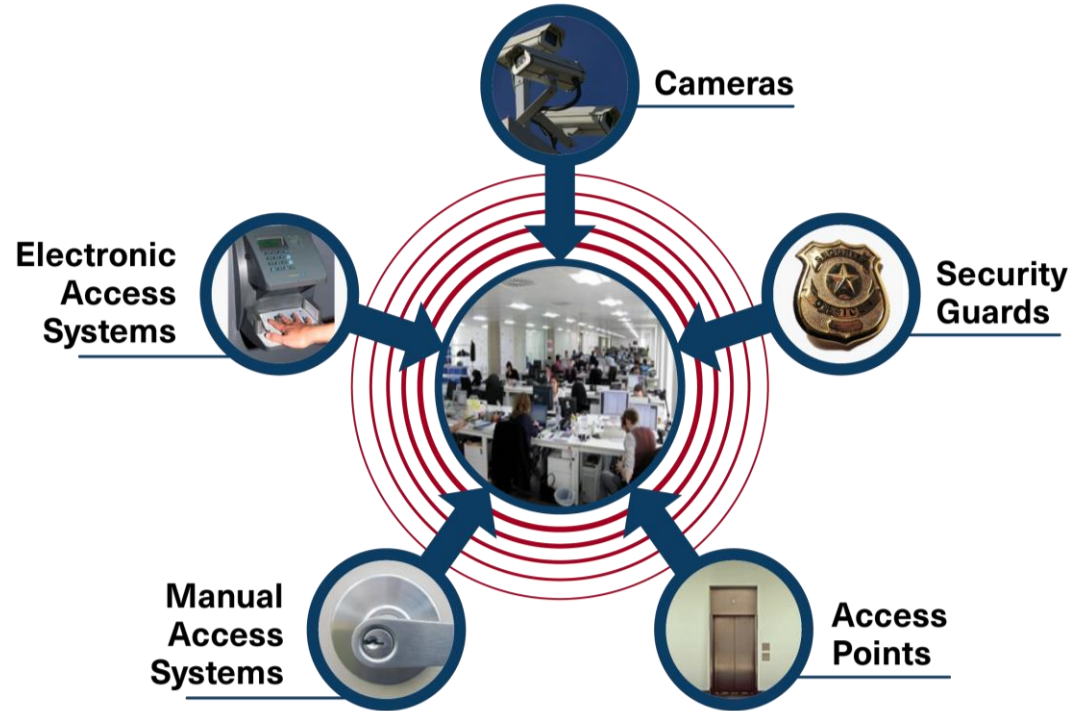 Cameras
Electronic
Access
Systems
Security
Guards
Manual
Access
Systems
Access
Points